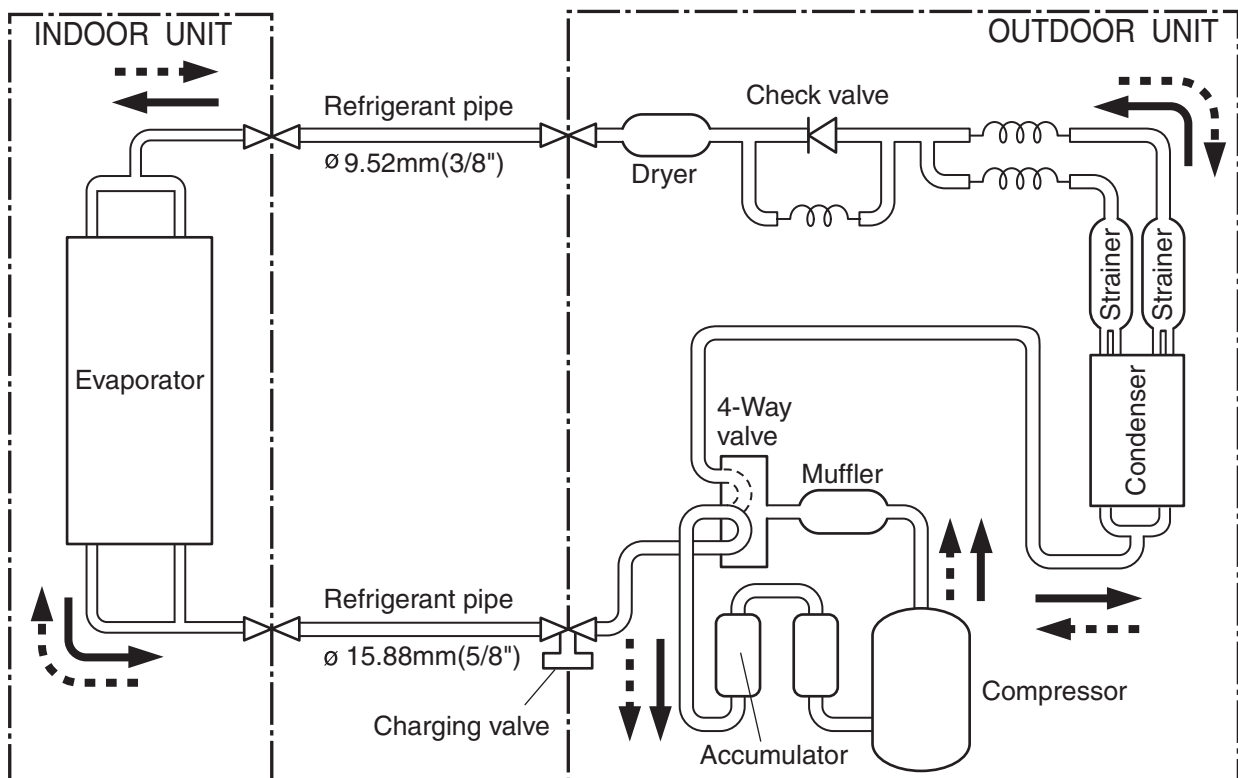 INDOOR UNIT
OUTDOOR UNIT
Refrigerant pipe
ø 9.52mm(3/8")
Check valve
Dryer
Strainer
Strainer
Evaporator
4-Way
valve
Muffler
Condenser
Refrigerant pipe
ø 15.88mm(5/8")
Charging valve
Accumulator
Compressor